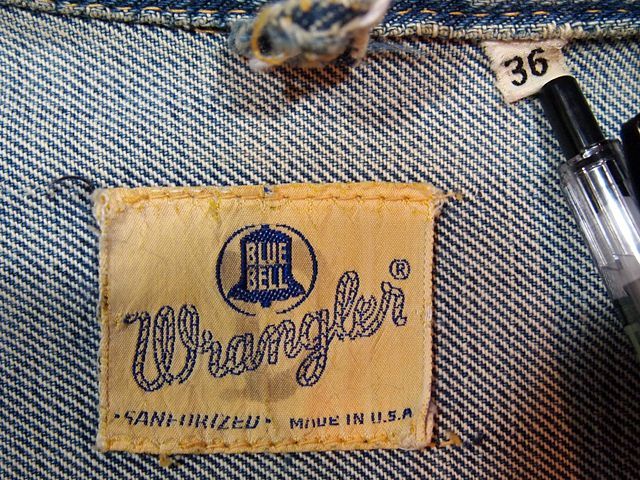 36
BLUE
BELL
Wrangler ®
• SANFORIZED • MADE IN U.S.A